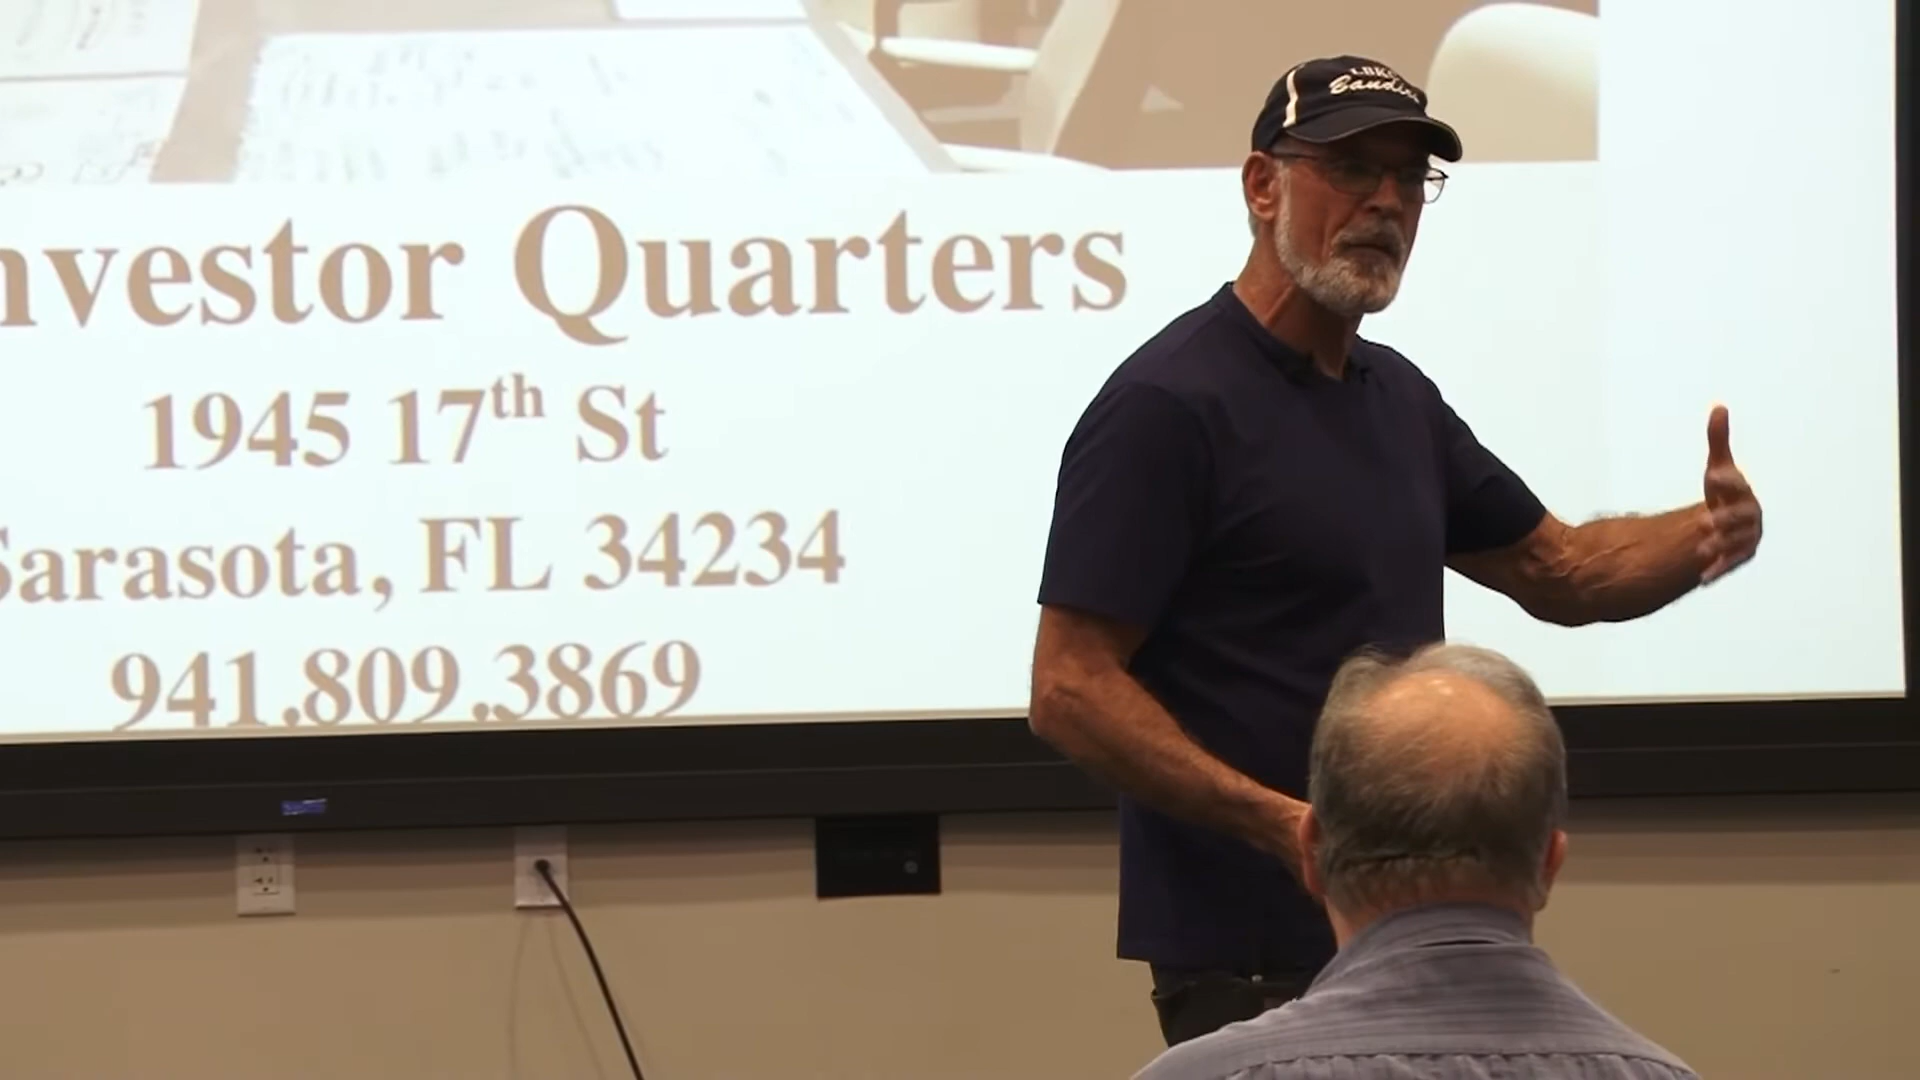 nvestor Quarters
1945 17th St
Sarasota, FL 34234
941.809.3869